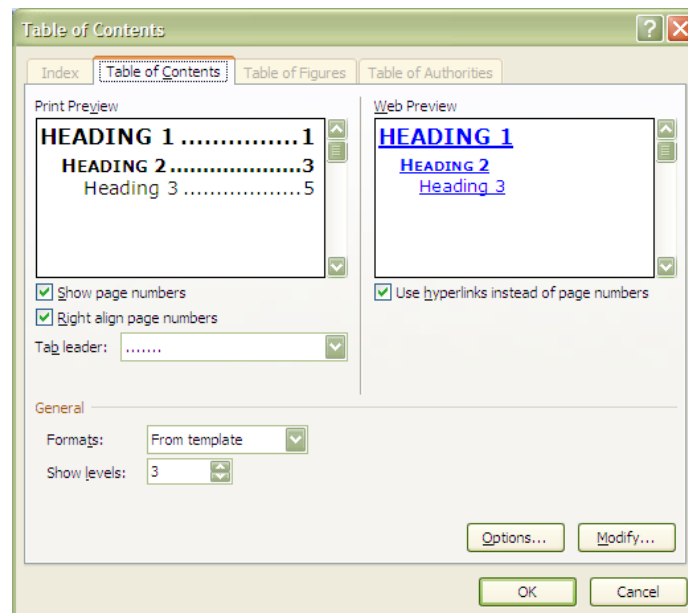 Table of Contents
Index Table of Contents Table of Figures Table of Authorities
Print Preview
HEADING 1 ............... 1
HEADING 2 ................... 3
Heading 3 ................... 5
Show page numbers
Right align page numbers
Tab leader: .......
Web Preview
HEADING 1
HEADING 2
Heading 3
Use hyperlinks instead of page numbers
General
Formats: From template
Show levels: 3
Options... Modify...
OK Cancel